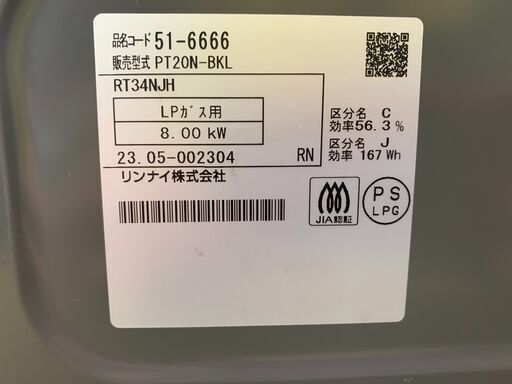 品名コード 51-6666
販売型式 PT20N-BKL
RT34NJH
LPガス用
8.00 kW
区分名 C
効率56.3%
区分名 J
効率 167 Wh
23.05-002304 RN
リンナイ株式会社
JIA認証
PS
LPG